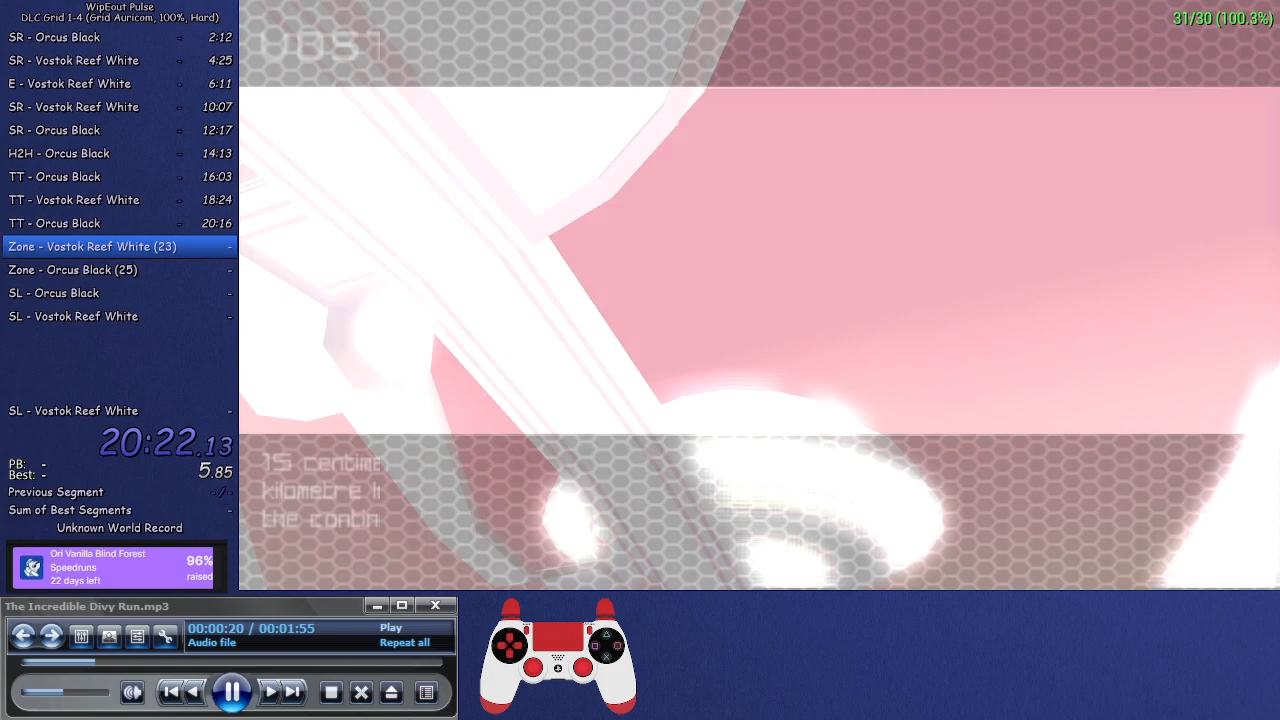 WipEout Pulse
DLC Grid 1-4 (Grid Auricom, 100%, Hard)
SR - Orcus Black - 2:12
SR - Vostok Reef White - 4:25
E - Vostok Reef White - 6:11
SR - Vostok Reef White - 10:07
SR - Orcus Black - 12:17
H2H - Orcus Black - 14:13
TT - Orcus Black - 16:03
TT - Vostok Reef White - 18:24
TT - Orcus Black - 20:16
Zone - Vostok Reef White (23) -
Zone - Orcus Black (25) -
SL - Orcus Black -
SL - Vostok Reef White -
SL - Vostok Reef White -
20:22.13
PB: -
Best: - 5.85
Previous Segment -/-
Sum of Best Segments -
Unknown World Record
Ori Vanilla Blind Forest
Speedruns
22 days left
96%
raised
31/30 (100.3%)
15 centime
kilometre l
the contin
The Incredible Divy Run.mp3
00:00:20 / 00:01:55 Play
Audio file Repeat all